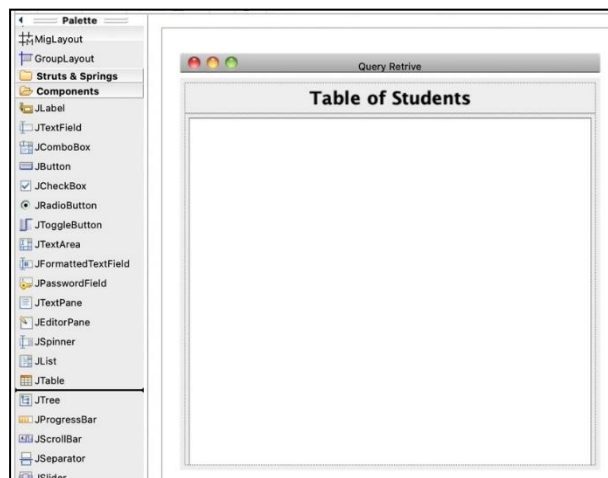 Palette
MigLayout
GroupLayout
Struts & Springs
Components
JLabel
JTextField
JComboBox
JButton
JCheckBox
JRadioButton
JToggleButton
JTextArea
JFormattedTextField
JPasswordField
JTextPane
JEditorPane
JSpinner
JList
JTable
JTree
JProgressBar
JScrollBar
JSeparator
JSlider
Query Retrive
Table of Students